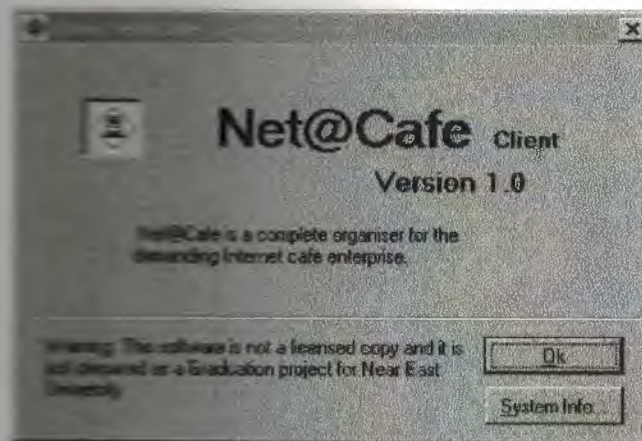 Net@Cafe Client
Version 1.0
Net@Cafe is a complete organiser for the
demanding Internet cafe enterprise.
Warning: This software is not a licensed copy and it is
prepared as a Graduation project for Near East
University
Ok
System Info...